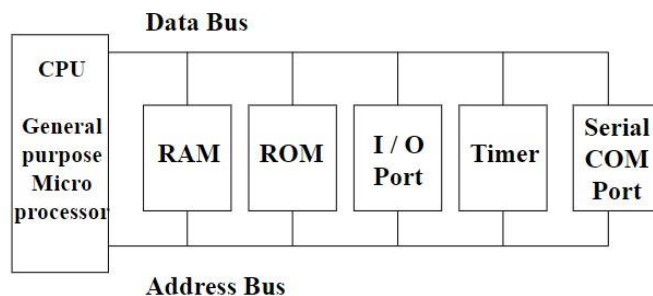 Data Bus
CPU
General
purpose
Micro
processor
RAM
ROM
I / O
Port
Timer
Serial
COM
Port
Address Bus